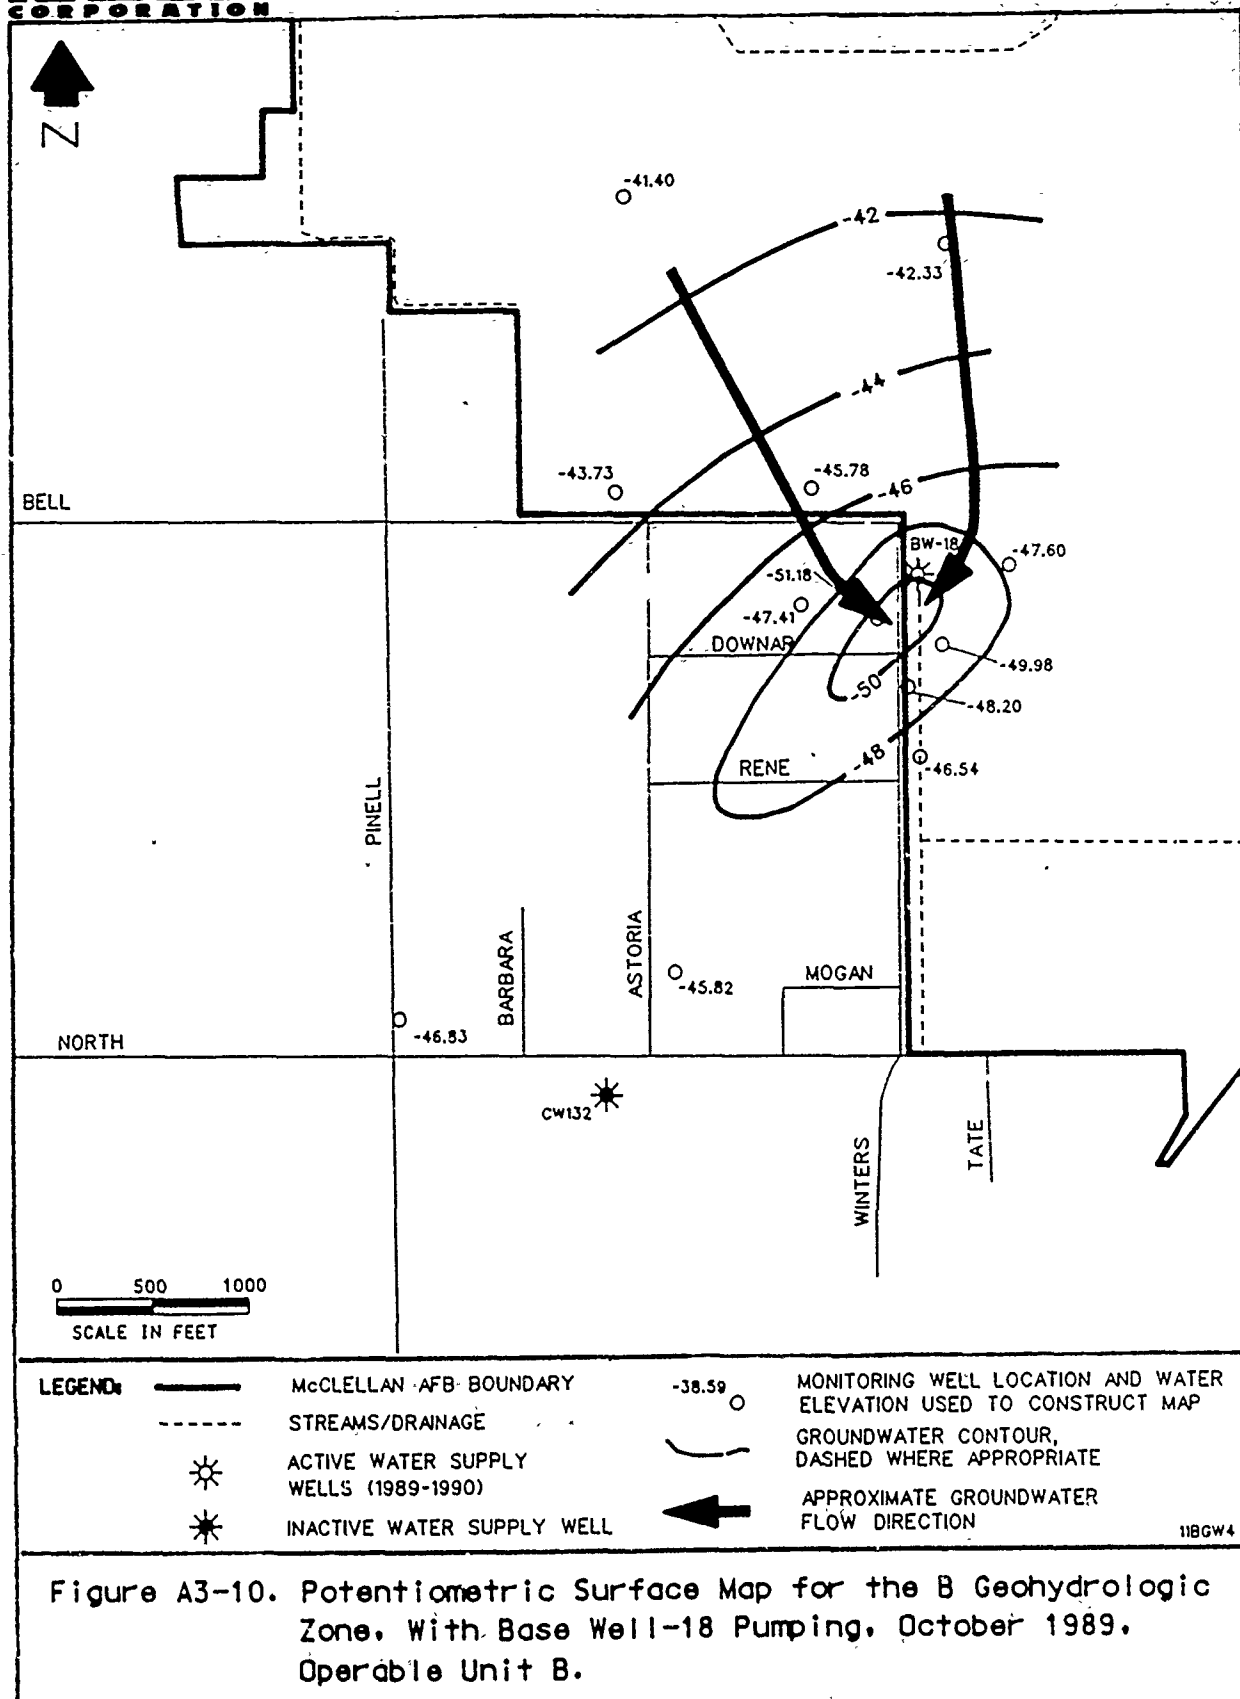 CORPORATION
N
-41.40
-42
-42.33
-44
-43.73
-45.78
-46
BELL
BW-18
-47.60
-51.18
-47.41
DOWNAR
-49.98
-50
-48.20
-48
RENE
-46.54
PINELL
BARBARA
ASTORIA
-45.82
MOGAN
-46.83
NORTH
CW132
WINTERS
TATE
0 500 1000
SCALE IN FEET
LEGEND:
McCLELLAN AFB BOUNDARY
STREAMS/DRAINAGE
ACTIVE WATER SUPPLY
WELLS (1989-1990)
INACTIVE WATER SUPPLY WELL
-38.59
MONITORING WELL LOCATION AND WATER
ELEVATION USED TO CONSTRUCT MAP
GROUNDWATER CONTOUR,
DASHED WHERE APPROPRIATE
APPROXIMATE GROUNDWATER
FLOW DIRECTION
11BGW4
Figure A3-10. Potentiometric Surface Map for the B Geohydrologic
Zone, With Base Well-18 Pumping, October 1989,
Operable Unit B.